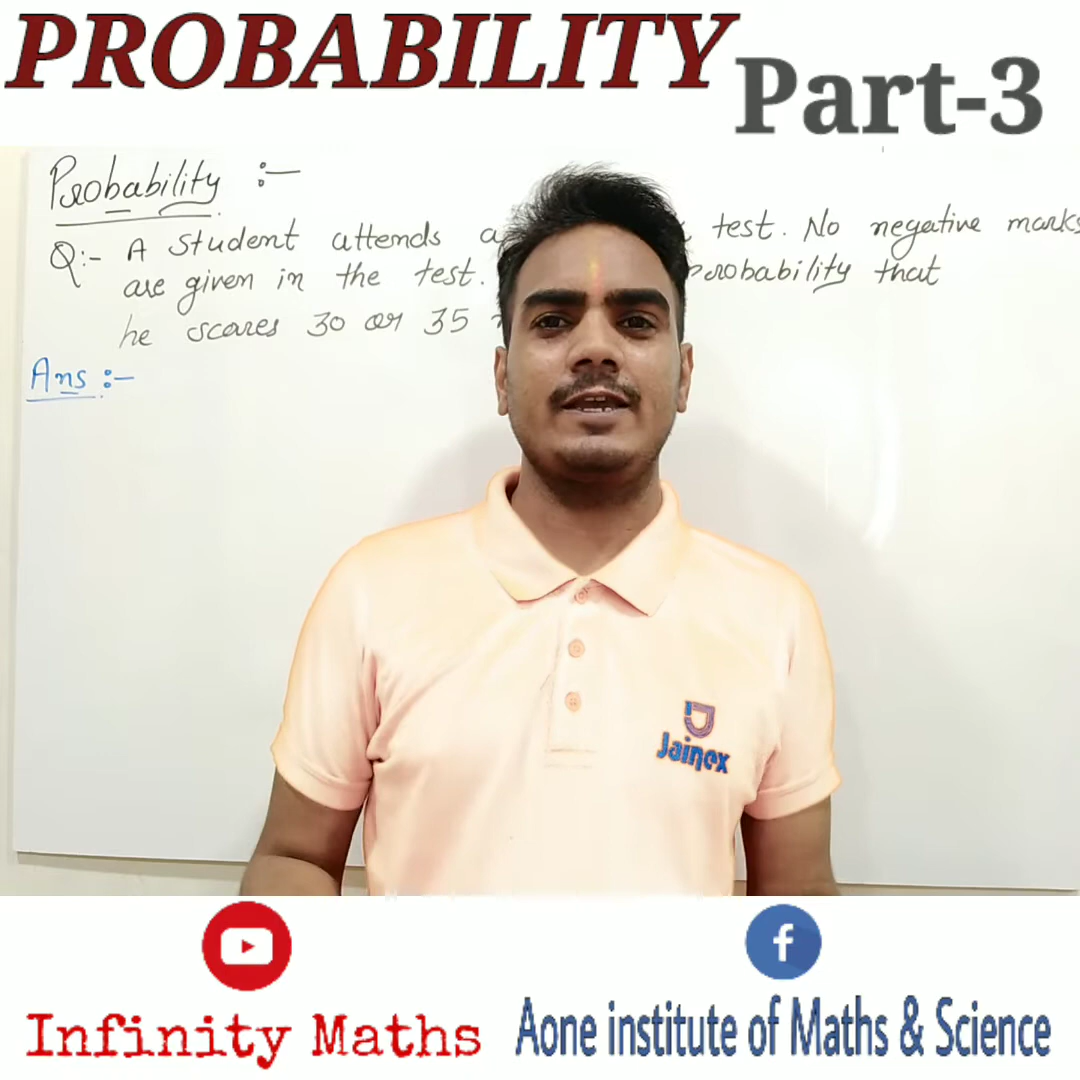 PROBABILITY
Part-3
Probability :-
Q:- A student attends a test. No negative marks
are given in the test. probability that
he scares 30 or 35
Ans :-
Jainex
Infinity Maths
Aone institute of Maths & Science